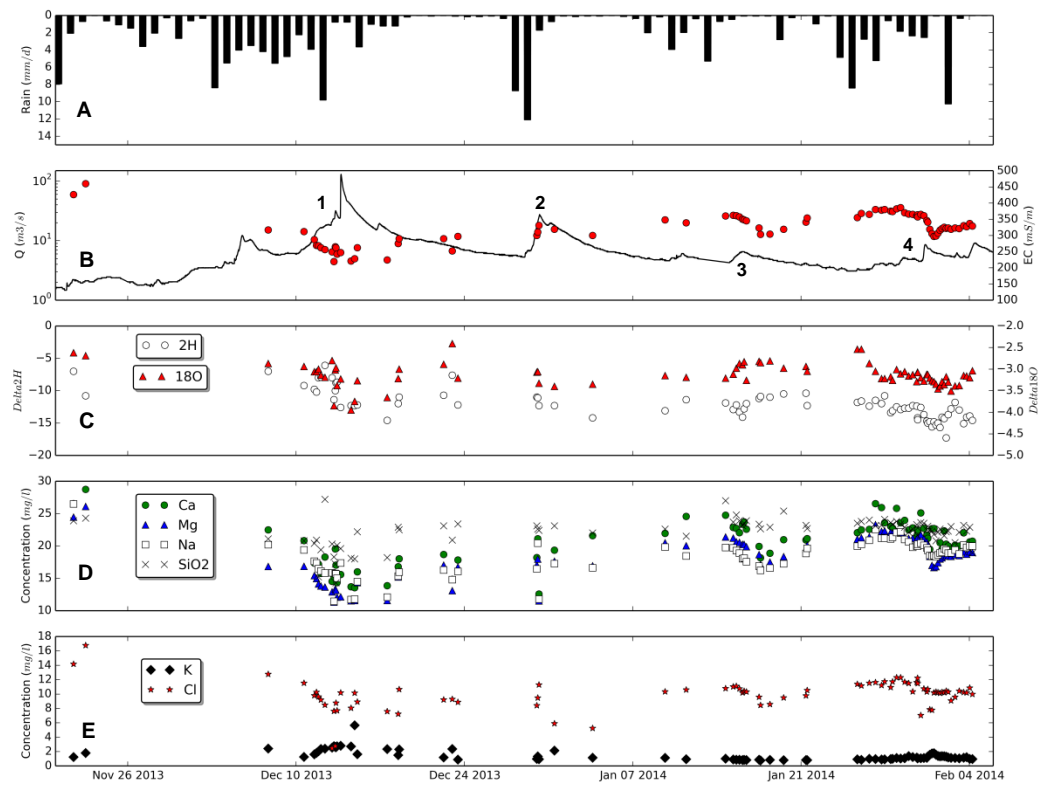 0
2
4
6
8
10
12
14
Rain (mm/d)
A
10²
10¹
10⁰
Q (m3/s)
B
1
2
3
4
500
450
400
350
300
250
200
150
100
EC (mS/m)
0
−5
−10
−15
−20
Delta2H
C
2H
18O
−2.0
−2.5
−3.0
−3.5
−4.0
−4.5
−5.0
Delta18O
30
25
20
15
10
Concentration (mg/l)
D
Ca
Mg
Na
SiO2
18
16
14
12
10
8
6
4
2
0
Concentration (mg/l)
E
K
Cl
Nov 26 2013
Dec 10 2013
Dec 24 2013
Jan 07 2014
Jan 21 2014
Feb 04 2014